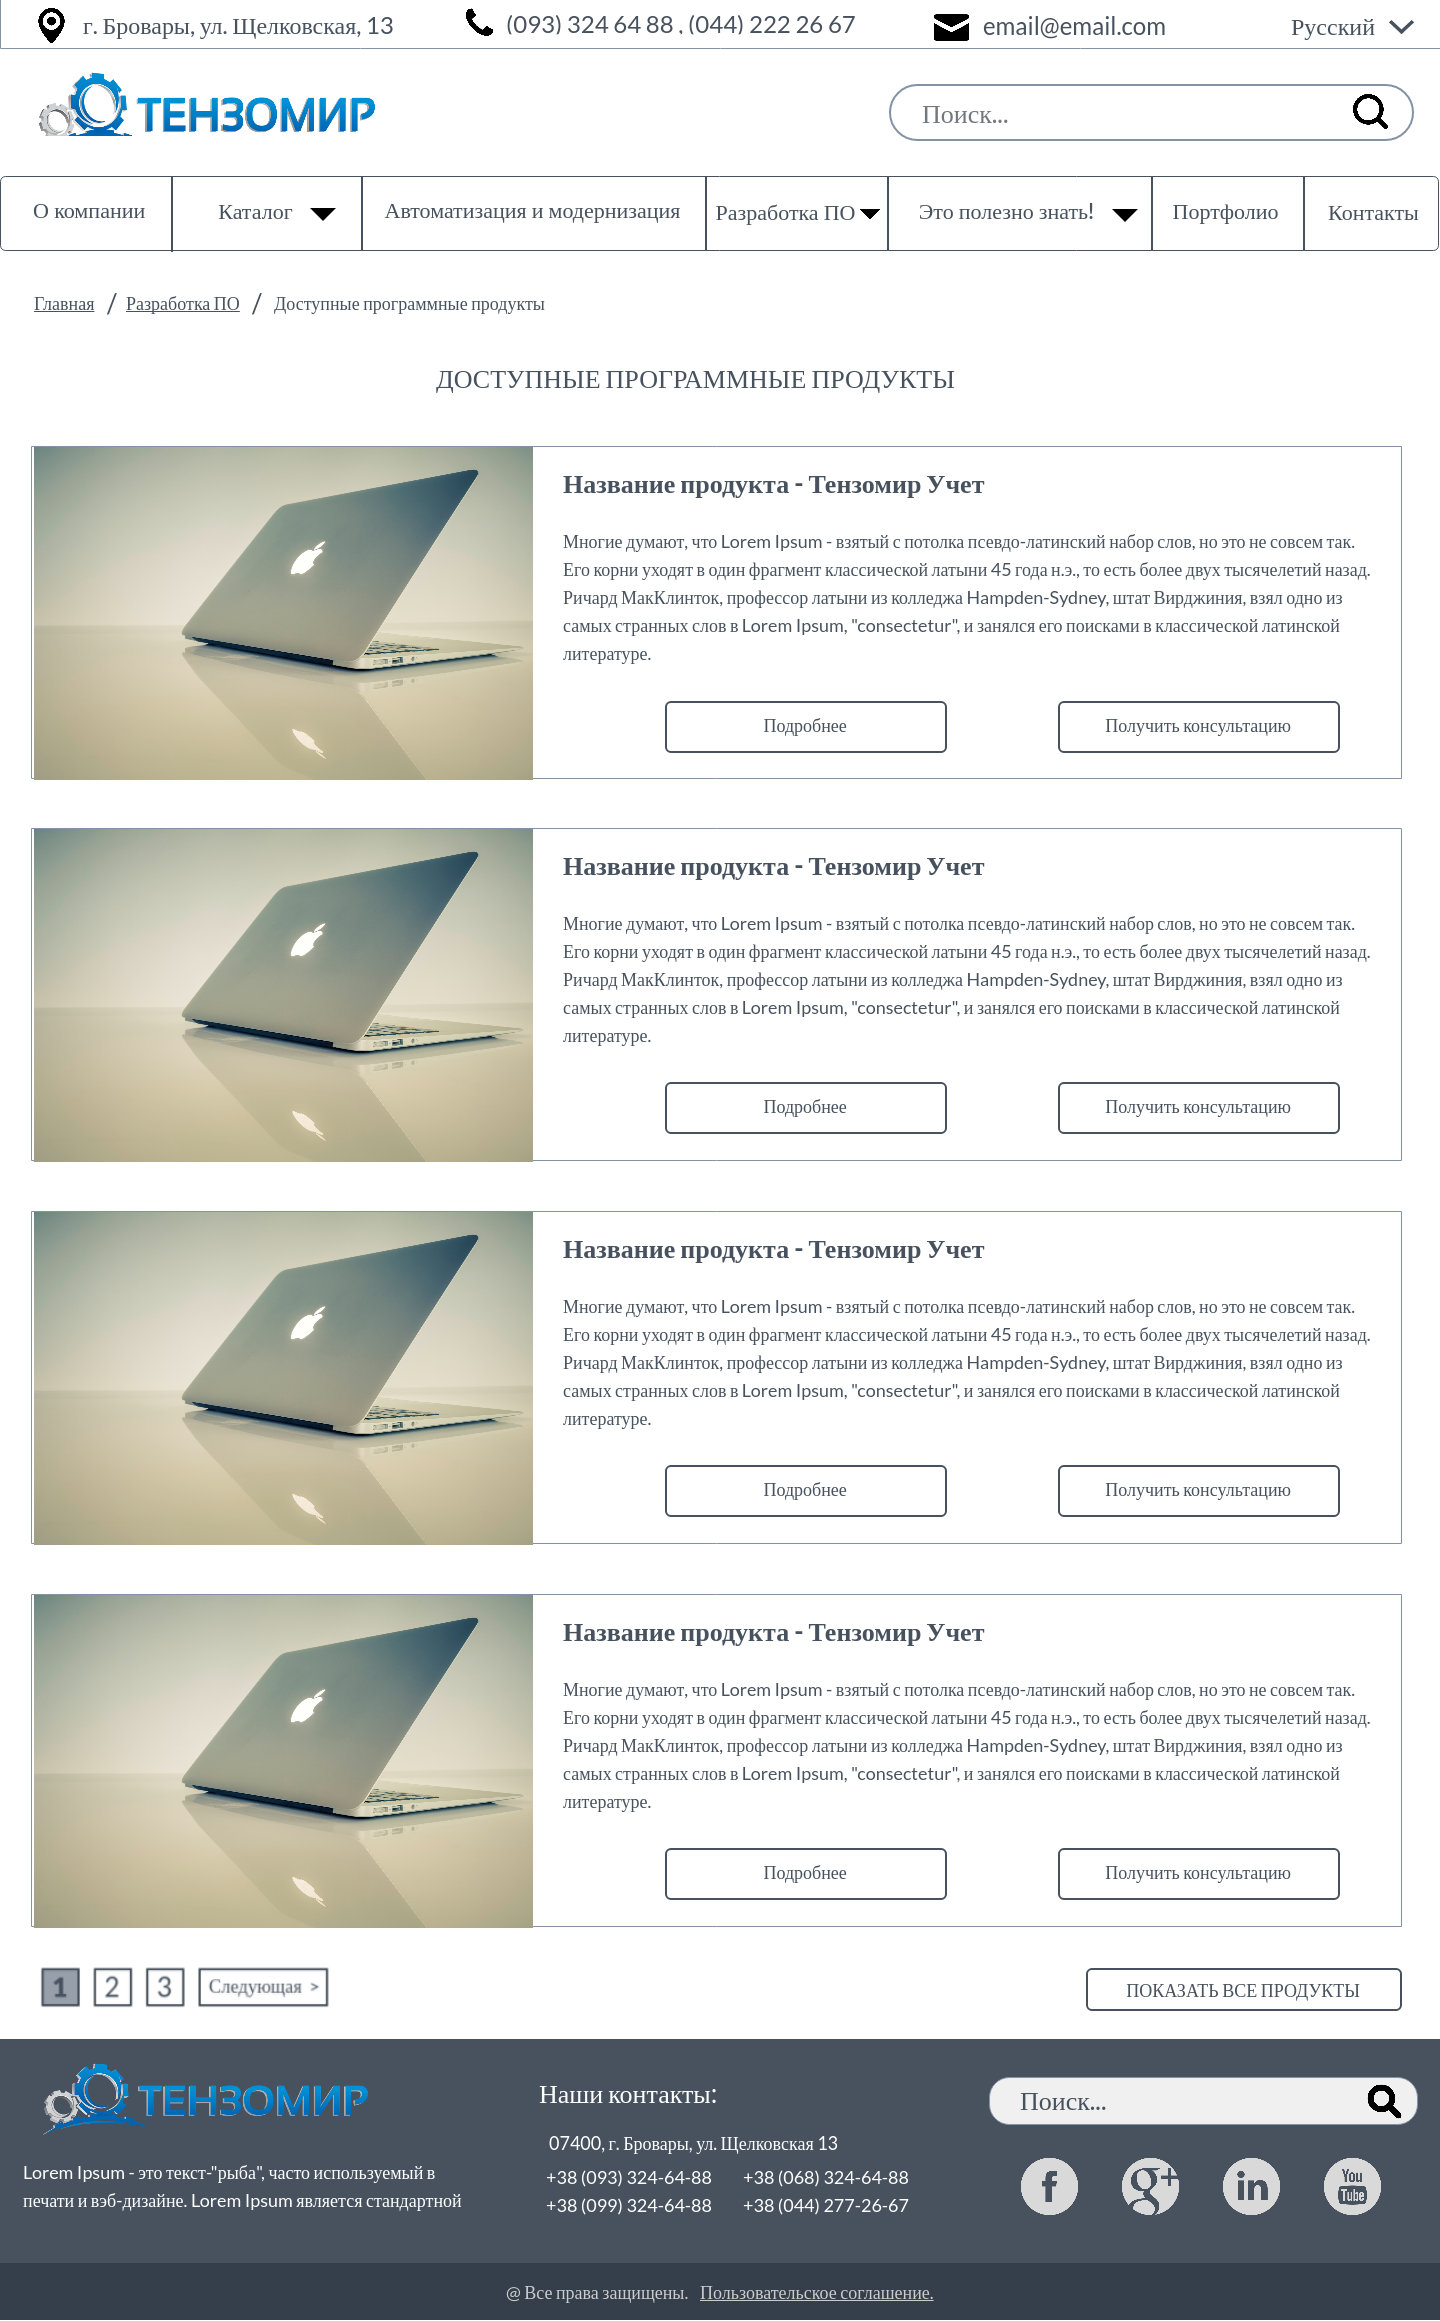 г. Бровары, ул. Щелковская, 13
(093) 324 64 88 , (044) 222 26 67
email@email.com
Русский
ТЕНЗОМИР
Поиск...
О компании
Каталог
Автоматизация и модернизация
Разработка ПО
Это полезно знать!
Портфолио
Контакты
Главная / Разработка ПО / Доступные программные продукты
ДОСТУПНЫЕ ПРОГРАММНЫЕ ПРОДУКТЫ
Название продукта - Тензомир Учет
Многие думают, что Lorem Ipsum - взятый с потолка псевдо-латинский набор слов, но это не совсем так.
Его корни уходят в один фрагмент классической латыни 45 года н.э., то есть более двух тысячелетий назад.
Ричард МакКлинток, профессор латыни из колледжа Hampden-Sydney, штат Вирджиния, взял одно из
самых странных слов в Lorem Ipsum, "consectetur", и занялся его поисками в классической латинской
литературе.
Подробнее
Получить консультацию
Название продукта - Тензомир Учет
Многие думают, что Lorem Ipsum - взятый с потолка псевдо-латинский набор слов, но это не совсем так.
Его корни уходят в один фрагмент классической латыни 45 года н.э., то есть более двух тысячелетий назад.
Ричард МакКлинток, профессор латыни из колледжа Hampden-Sydney, штат Вирджиния, взял одно из
самых странных слов в Lorem Ipsum, "consectetur", и занялся его поисками в классической латинской
литературе.
Подробнее
Получить консультацию
Название продукта - Тензомир Учет
Многие думают, что Lorem Ipsum - взятый с потолка псевдо-латинский набор слов, но это не совсем так.
Его корни уходят в один фрагмент классической латыни 45 года н.э., то есть более двух тысячелетий назад.
Ричард МакКлинток, профессор латыни из колледжа Hampden-Sydney, штат Вирджиния, взял одно из
самых странных слов в Lorem Ipsum, "consectetur", и занялся его поисками в классической латинской
литературе.
Подробнее
Получить консультацию
Название продукта - Тензомир Учет
Многие думают, что Lorem Ipsum - взятый с потолка псевдо-латинский набор слов, но это не совсем так.
Его корни уходят в один фрагмент классической латыни 45 года н.э., то есть более двух тысячелетий назад.
Ричард МакКлинток, профессор латыни из колледжа Hampden-Sydney, штат Вирджиния, взял одно из
самых странных слов в Lorem Ipsum, "consectetur", и занялся его поисками в классической латинской
литературе.
Подробнее
Получить консультацию
1 2 3 Следующая >
ПОКАЗАТЬ ВСЕ ПРОДУКТЫ
ТЕНЗОМИР
Lorem Ipsum - это текст-"рыба", часто используемый в
печати и вэб-дизайне. Lorem Ipsum является стандартной
Наши контакты:
07400, г. Бровары, ул. Щелковская 13
+38 (093) 324-64-88 +38 (068) 324-64-88
+38 (099) 324-64-88 +38 (044) 277-26-67
Поиск...
f g+ in You Tube
@ Все права защищены. Пользовательское соглашение.